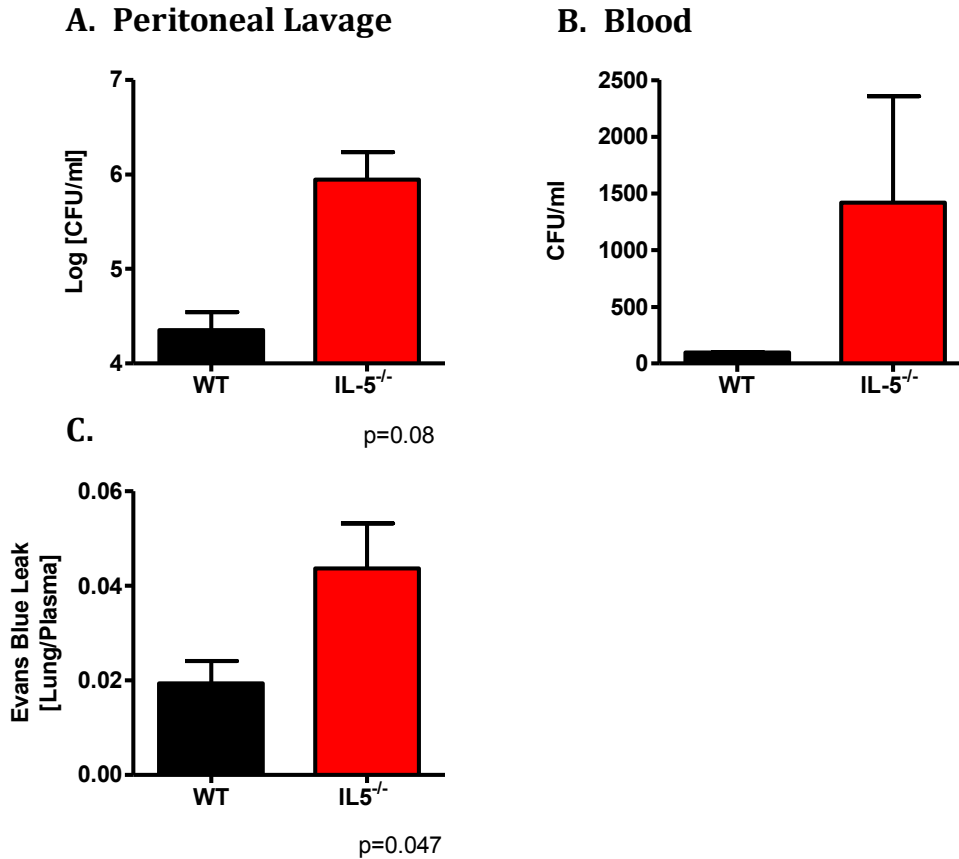 A. Peritoneal Lavage
Log [CFU/ml]
7
6
5
4
WT IL-5-/-
p=0.08
B. Blood
CFU/ml
2500
2000
1500
1000
500
0
WT IL-5-/-
C.
Evans Blue Leak
[Lung/Plasma]
0.06
0.04
0.02
0.00
WT IL5-/-
p=0.047